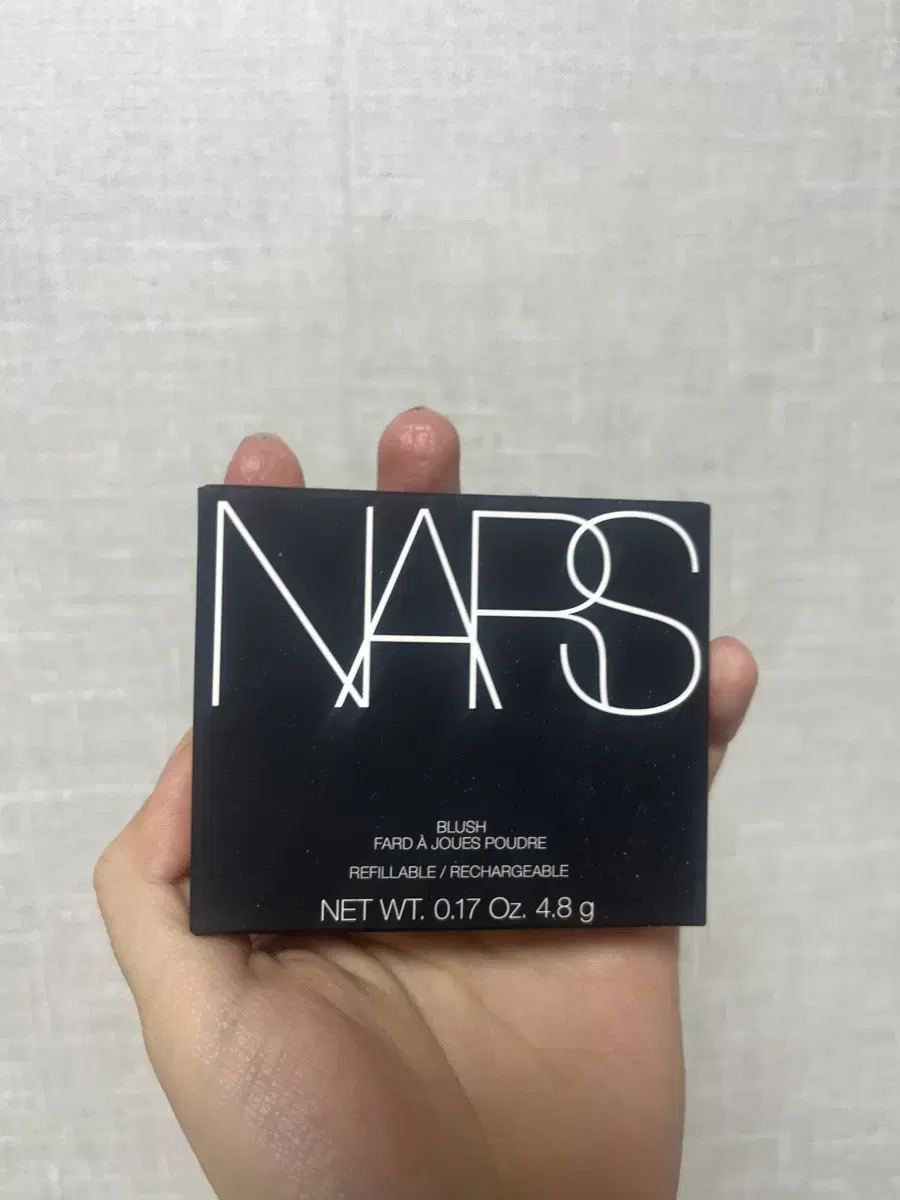 NARS
BLUSH
FARD À JOUES POUDRE
REFILLABLE / RECHARGEABLE
NET WT. 0.17 Oz. 4.8 g